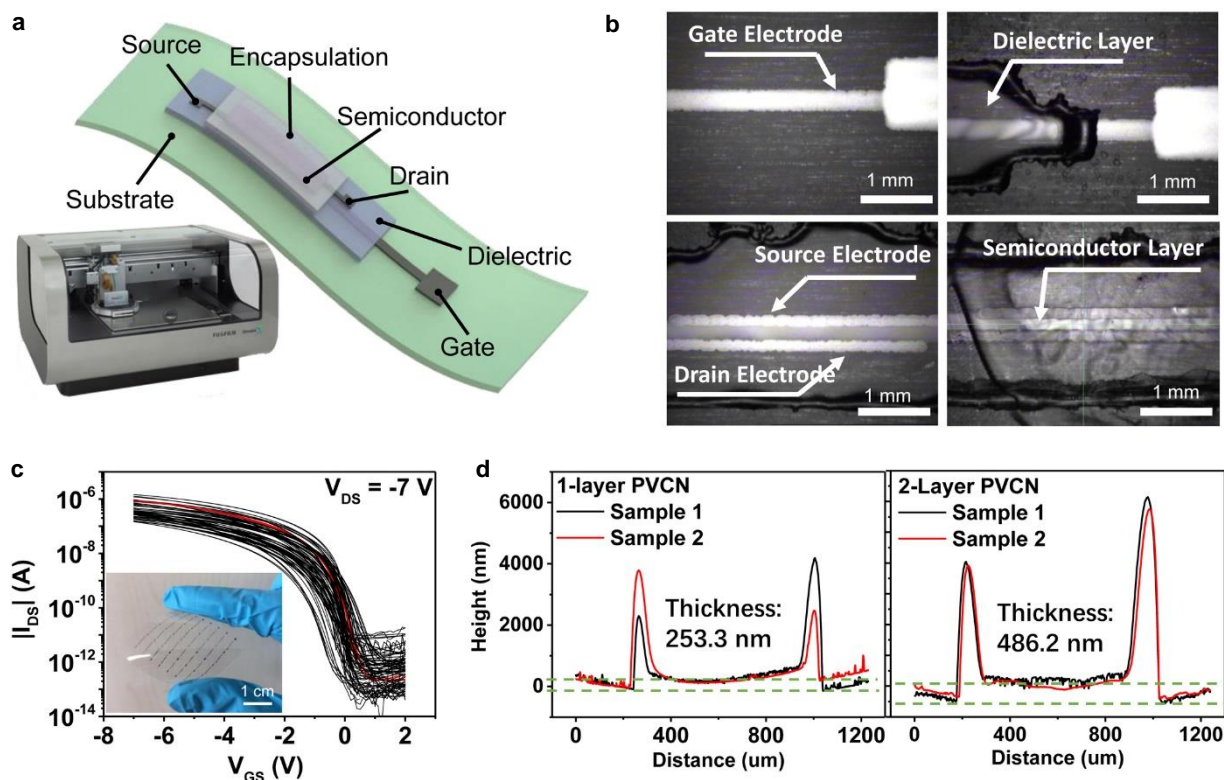 a
Source
Encapsulation
Semiconductor
Drain
Substrate
Dielectric
Gate
FUJIFILM
b
Gate Electrode
1 mm
Dielectric Layer
1 mm
Source Electrode
Drain Electrode
1 mm
Semiconductor Layer
1 mm
c
V_DS = -7 V
10^-6
10^-8
10^-10
10^-12
10^-14
|I_DS| (A)
1 cm
-8 -6 -4 -2 0 2
V_GS (V)
d
1-layer PVCN
Sample 1
Sample 2
Thickness:
253.3 nm
6000
4000
2000
0
Height (nm)
0 400 800 1200
Distance (um)
2-Layer PVCN
Sample 1
Sample 2
Thickness:
486.2 nm
0 400 800 1200
Distance (um)